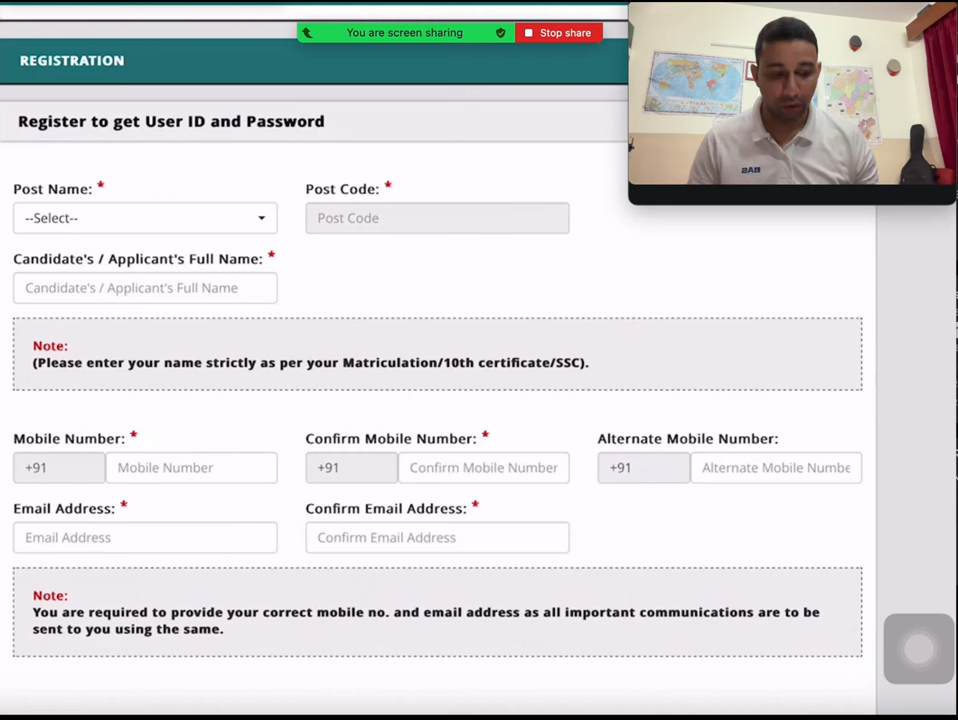 You are screen sharing
Stop share
REGISTRATION
Register to get User ID and Password
Post Name: *
Post Code: *
--Select--
Post Code
Candidate's / Applicant's Full Name: *
Candidate's / Applicant's Full Name
Note:
(Please enter your name strictly as per your Matriculation/10th certificate/SSC).
Mobile Number: *
Confirm Mobile Number: *
Alternate Mobile Number:
+91
Mobile Number
+91
Confirm Mobile Number
+91
Alternate Mobile Numbe
Email Address: *
Confirm Email Address: *
Email Address
Confirm Email Address
Note:
You are required to provide your correct mobile no. and email address as all important communications are to be
sent to you using the same.